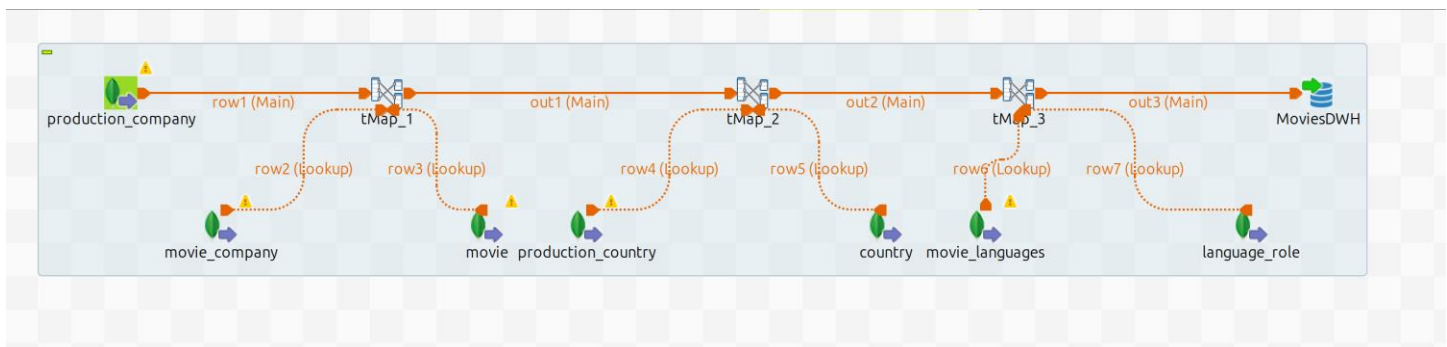 row1 (Main)
out1 (Main)
out2 (Main)
out3 (Main)
production_company
tMap_1
tMap_2
tMap_3
MoviesDWH
row2 (Lookup)
row3 (Lookup)
row4 (Lookup)
row5 (Lookup)
row6 (Lookup)
row7 (Lookup)
movie_company
movie
production_country
country
movie_languages
language_role